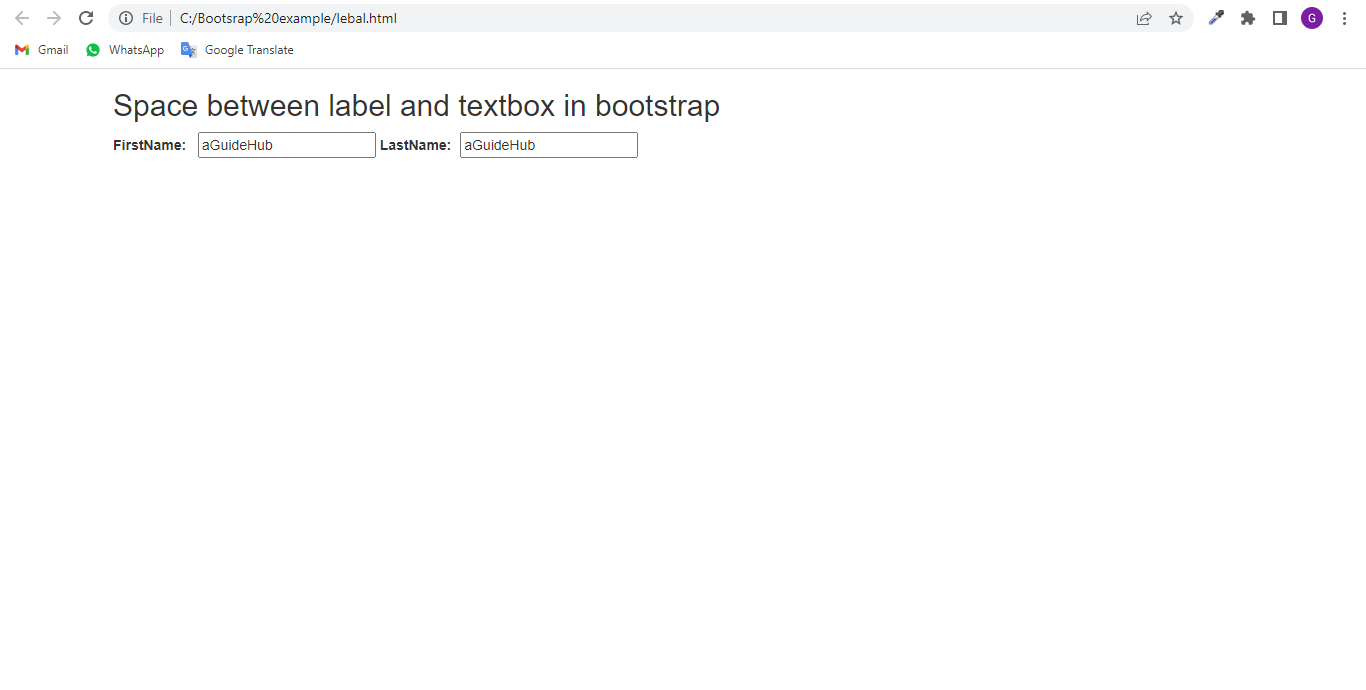 File C:/Bootsrap%20example/lebal.html
G
Gmail WhatsApp Google Translate
Space between label and textbox in bootstrap
FirstName: aGuideHub LastName: aGuideHub